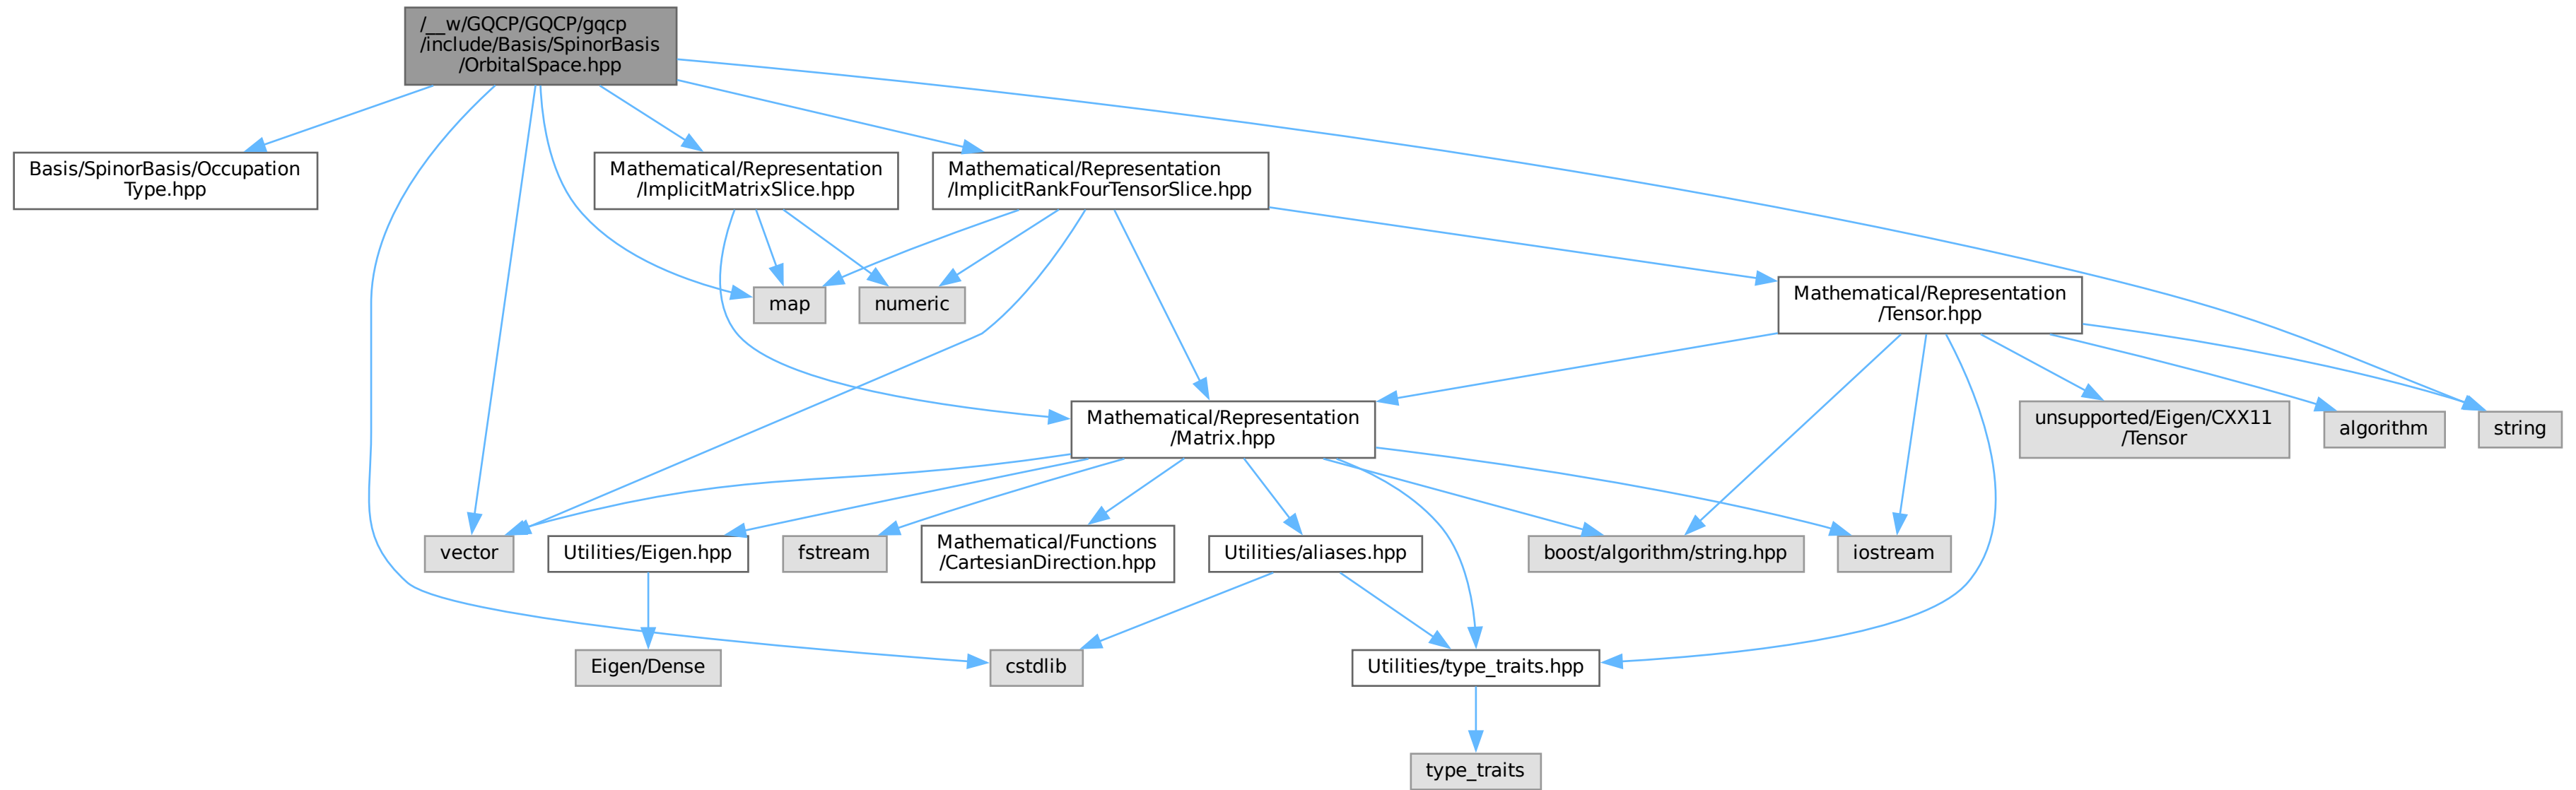 /__w/GQCP/GQCP/gqcp
/include/Basis/SpinorBasis
/OrbitalSpace.hpp
Basis/SpinorBasis/Occupation
Type.hpp
Mathematical/Representation
/ImplicitMatrixSlice.hpp
Mathematical/Representation
/ImplicitRankFourTensorSlice.hpp
map
numeric
Mathematical/Representation
/Tensor.hpp
Mathematical/Representation
/Matrix.hpp
unsupported/Eigen/CXX11
/Tensor
algorithm
string
vector
Utilities/Eigen.hpp
fstream
Mathematical/Functions
/CartesianDirection.hpp
Utilities/aliases.hpp
boost/algorithm/string.hpp
iostream
Eigen/Dense
cstdlib
Utilities/type_traits.hpp
type_traits